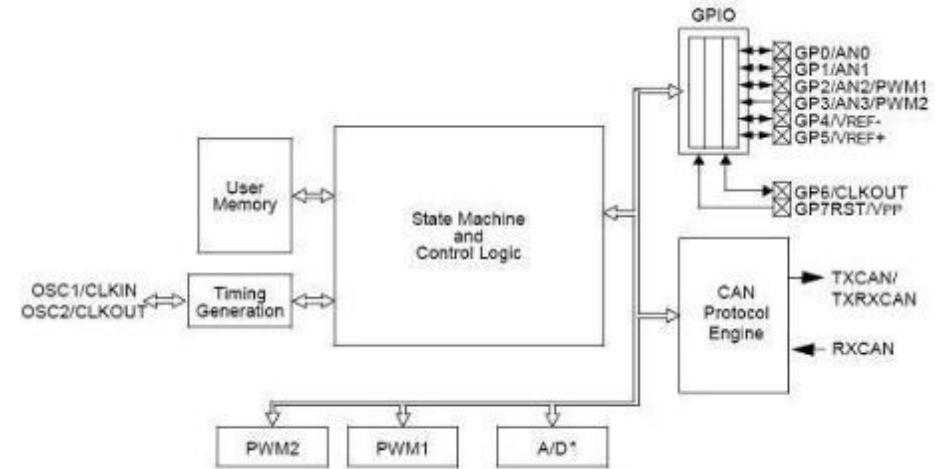 GPIO
GP0/AN0
GP1/AN1
GP2/AN2/PWM1
GP3/AN3/PWM2
GP4/VREF-
GP5/VREF+
GP6/CLKOUT
GP7RST/VPP
User
Memory
State Machine
and
Control Logic
OSC1/CLKIN
OSC2/CLKOUT
Timing
Generation
CAN
Protocol
Engine
TXCAN/
TXRXCAN
RXCAN
PWM2
PWM1
A/D*